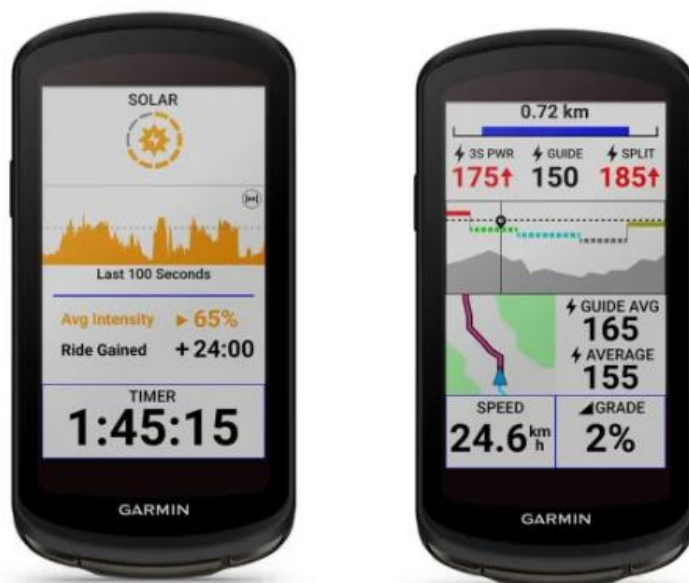 SOLAR
Last 100 Seconds
Avg Intensity ▸ 65%
Ride Gained + 24:00
TIMER
1:45:15
GARMIN
0.72 km
3S PWR GUIDE SPLIT
175↑ 150 185↑
GUIDE AVG
165
AVERAGE
155
SPEED GRADE
24.6 km/h 2%
GARMIN